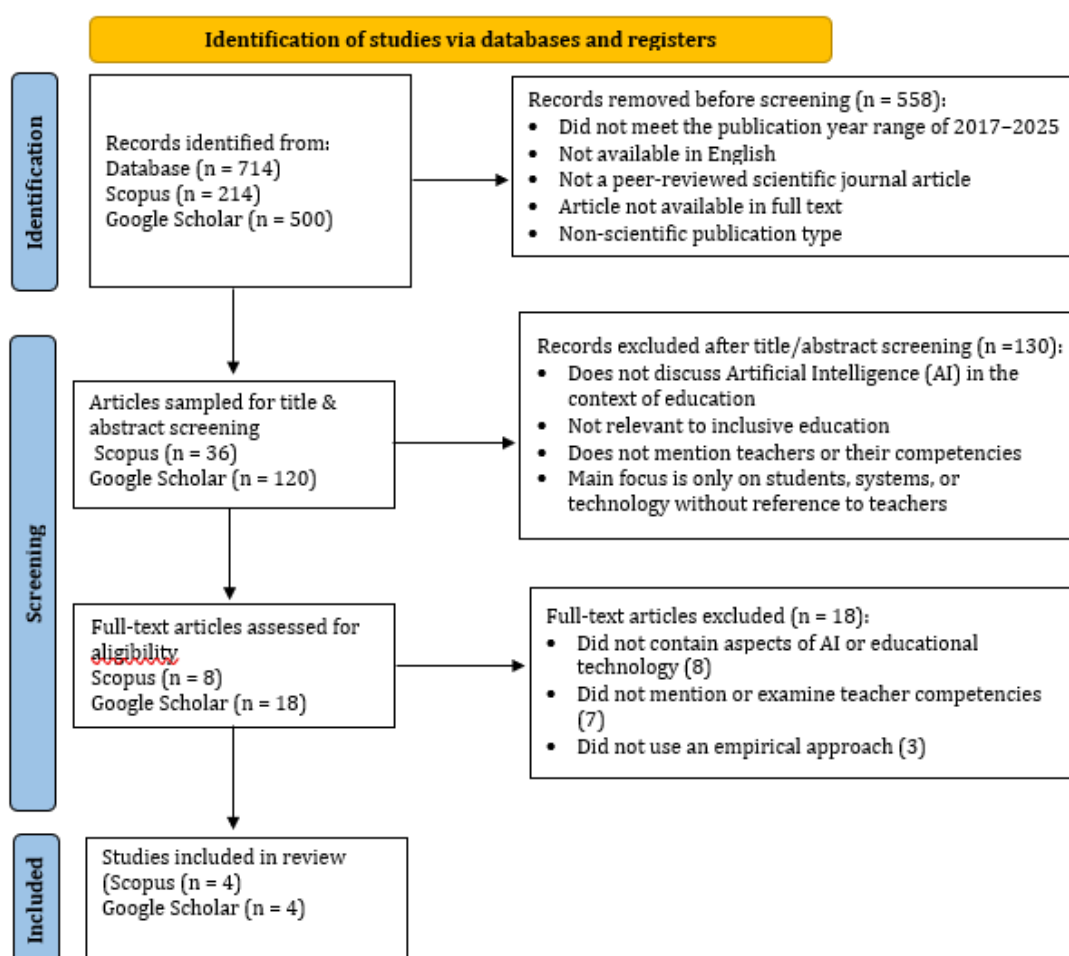 Identification of studies via databases and registers
Identification
Records identified from:
Database (n = 714)
Scopus (n = 214)
Google Scholar (n = 500)
Records removed before screening (n = 558):
• Did not meet the publication year range of 2017–2025
• Not available in English
• Not a peer-reviewed scientific journal article
• Article not available in full text
• Non-scientific publication type
Screening
Articles sampled for title &
abstract screening
Scopus (n = 36)
Google Scholar (n = 120)
Records excluded after title/abstract screening (n =130):
• Does not discuss Artificial Intelligence (AI) in the
context of education
• Not relevant to inclusive education
• Does not mention teachers or their competencies
• Main focus is only on students, systems, or
technology without reference to teachers
Full-text articles assessed for
aligibility
Scopus (n = 8)
Google Scholar (n = 18)
Full-text articles excluded (n = 18):
• Did not contain aspects of AI or educational
technology (8)
• Did not mention or examine teacher competencies
(7)
• Did not use an empirical approach (3)
Included
Studies included in review
(Scopus (n = 4)
Google Scholar (n = 4)